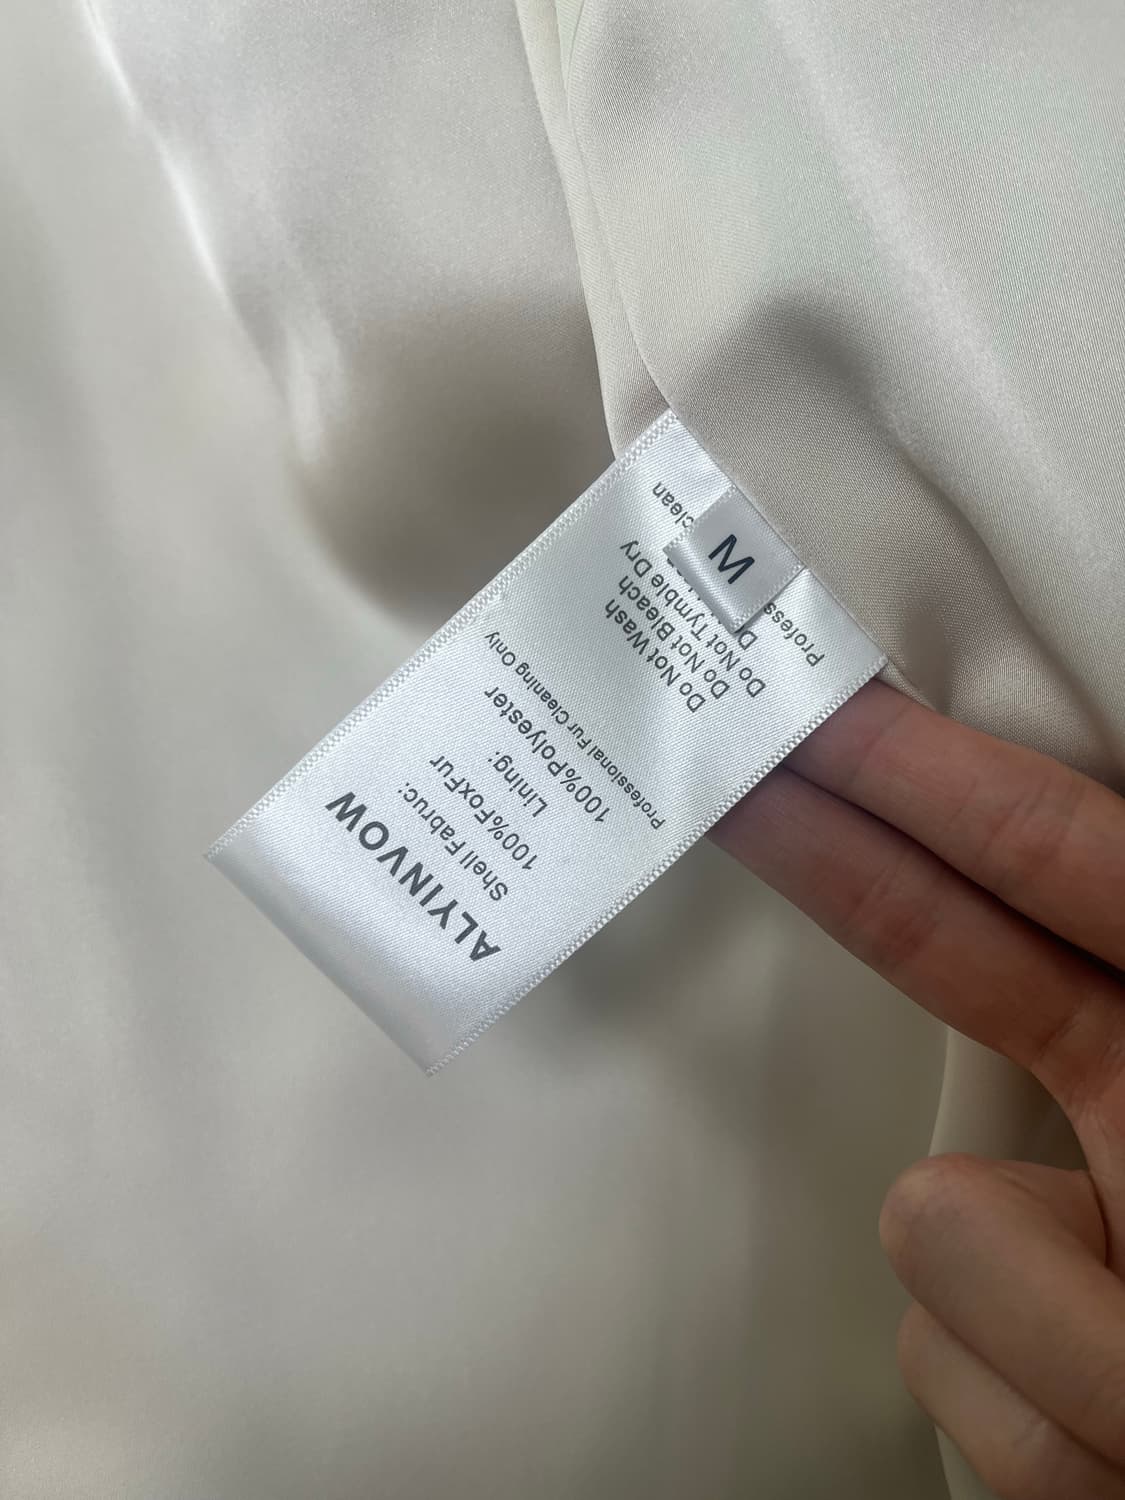 ALYINVOW
Shell Fabruc:
100%FoxFur
Lining:
100%Polyester
Professional Fur Cleaning Only
Do Not Wash
Do Not Bleach
Do Not Tymble Dry
M